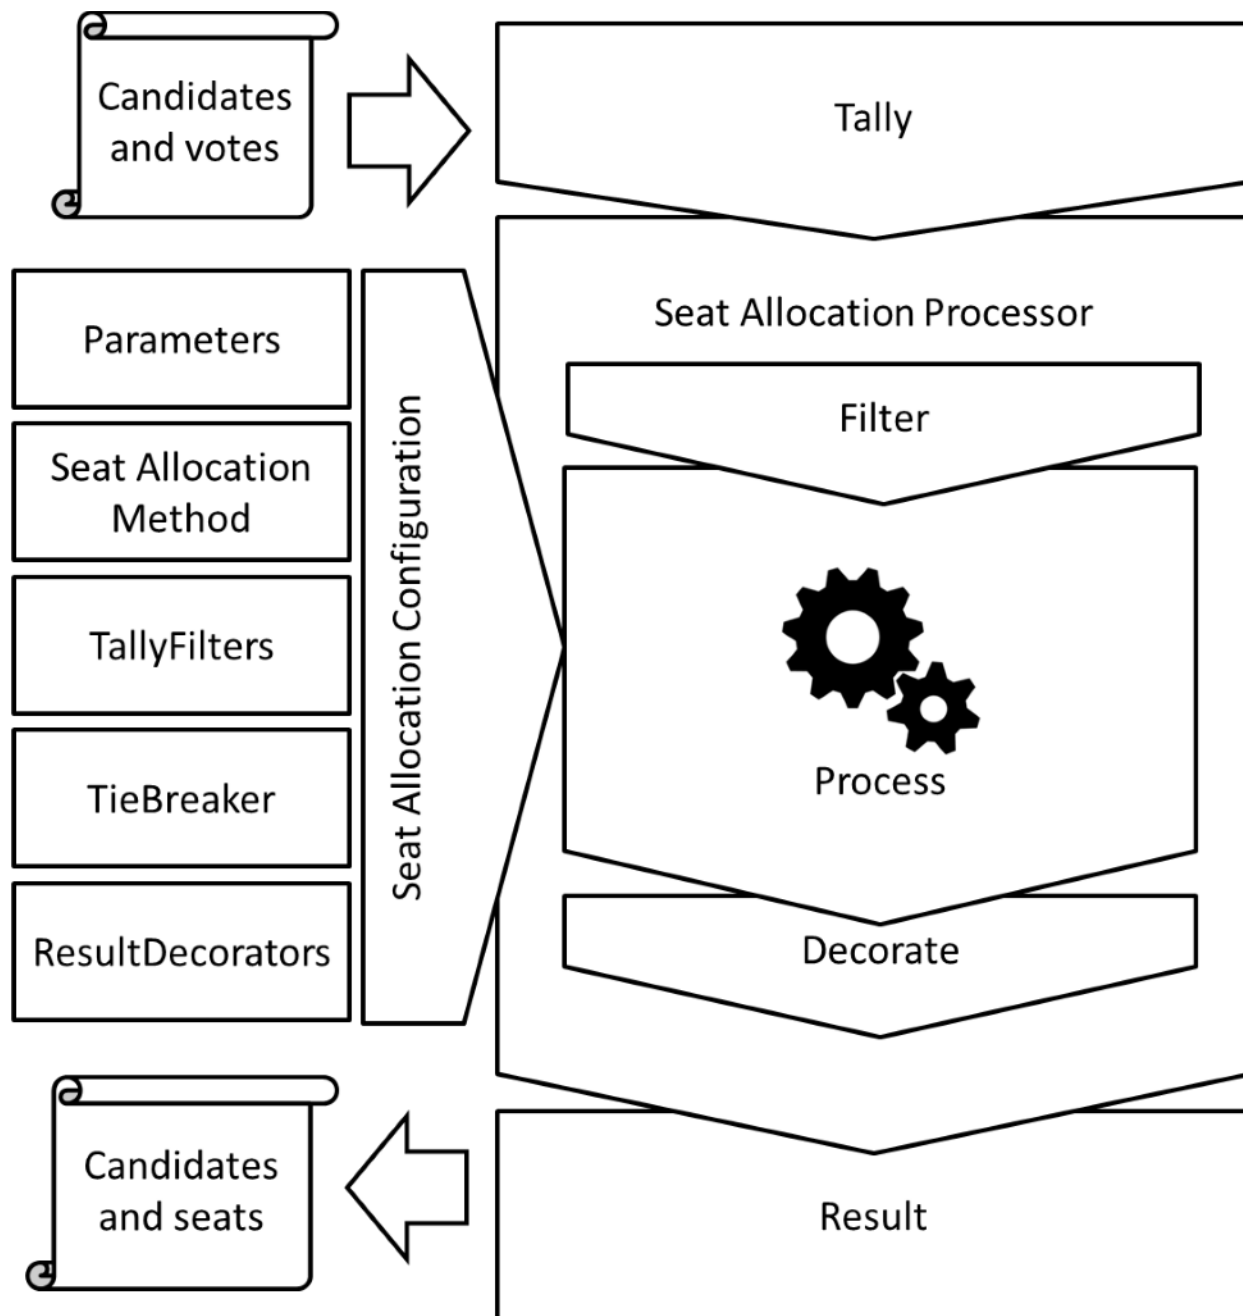 Candidates
and votes
Tally
Parameters
Seat Allocation
Method
TallyFilters
TieBreaker
ResultDecorators
Seat Allocation Configuration
Seat Allocation Processor
Filter
Process
Decorate
Candidates
and seats
Result